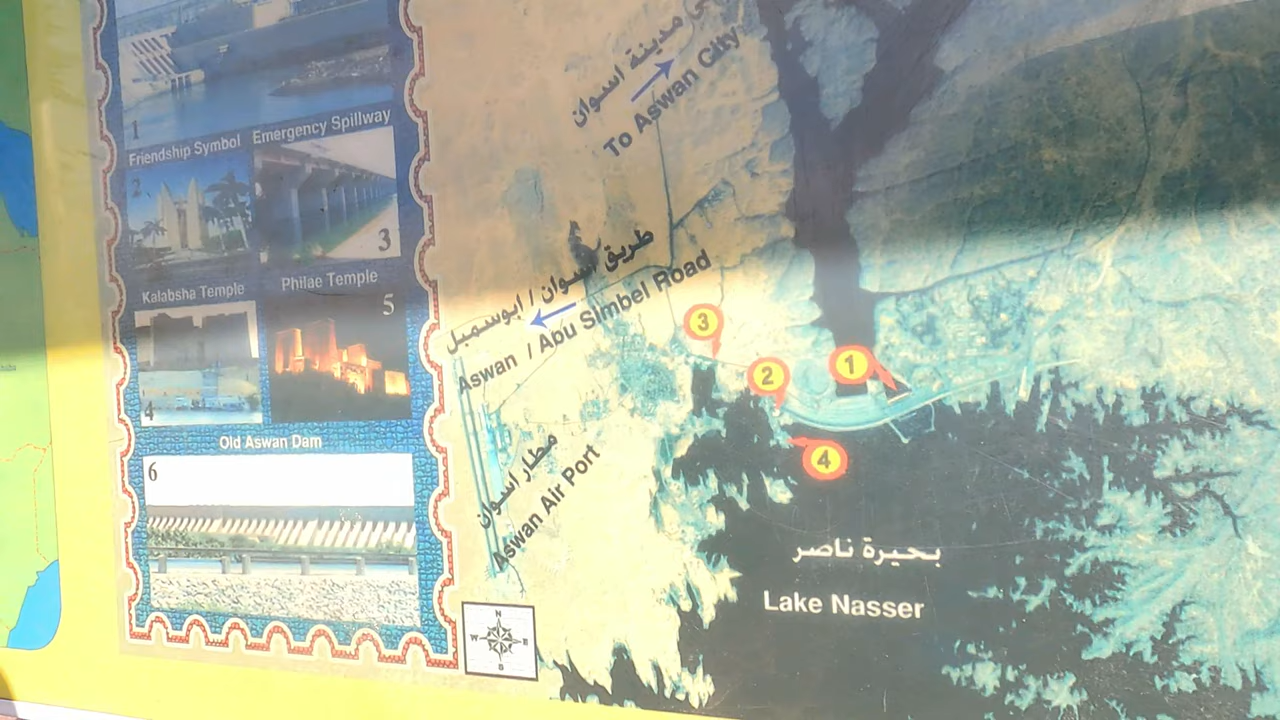 1
Friendship Symbol
Emergency Spillway
2
3
Kalabsha Temple
Philae Temple
4
5
Old Aswan Dam
6
مدينة اسوان
To Aswan City
طريق اسوان / ابوسمبل
Aswan / Abu Simbel Road
3
2
1
4
مطار اسوان
Aswan Air Port
بحيرة ناصر
Lake Nasser
N
W
E
S